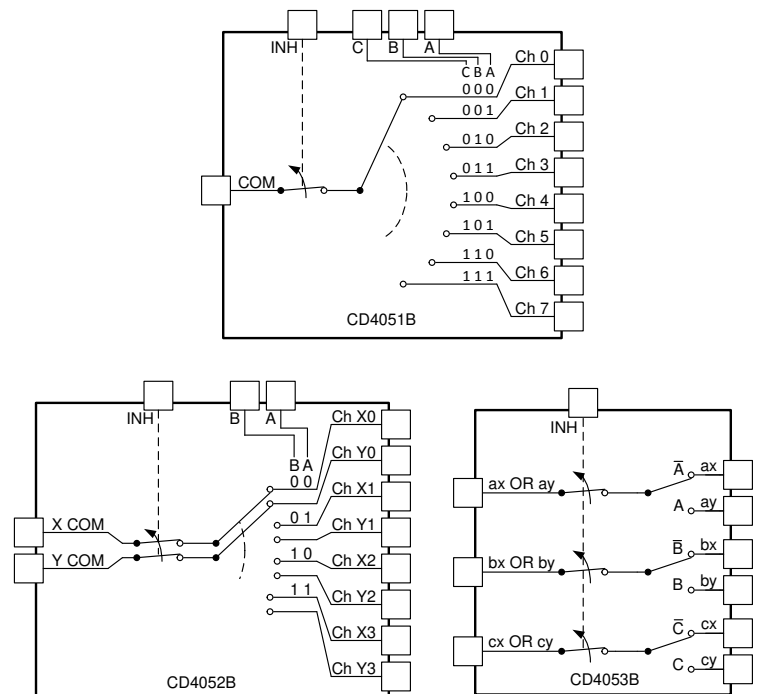 INH
C
B
A
C B A
Ch 0
0 0 0
Ch 1
0 0 1
Ch 2
0 1 0
Ch 3
0 1 1
COM
Ch 4
1 0 0
Ch 5
1 0 1
Ch 6
1 1 0
Ch 7
1 1 1
CD4051B
INH
B
A
B A
Ch X0
0 0
Ch Y0
Ch X1
0 1
Ch Y1
X COM
Y COM
Ch X2
1 0
Ch Y2
1 1
Ch X3
Ch Y3
CD4052B
INH
A̅ ax
ax OR ay
A ay
B̅ bx
bx OR by
B by
C̅ cx
cx OR cy
C cy
CD4053B